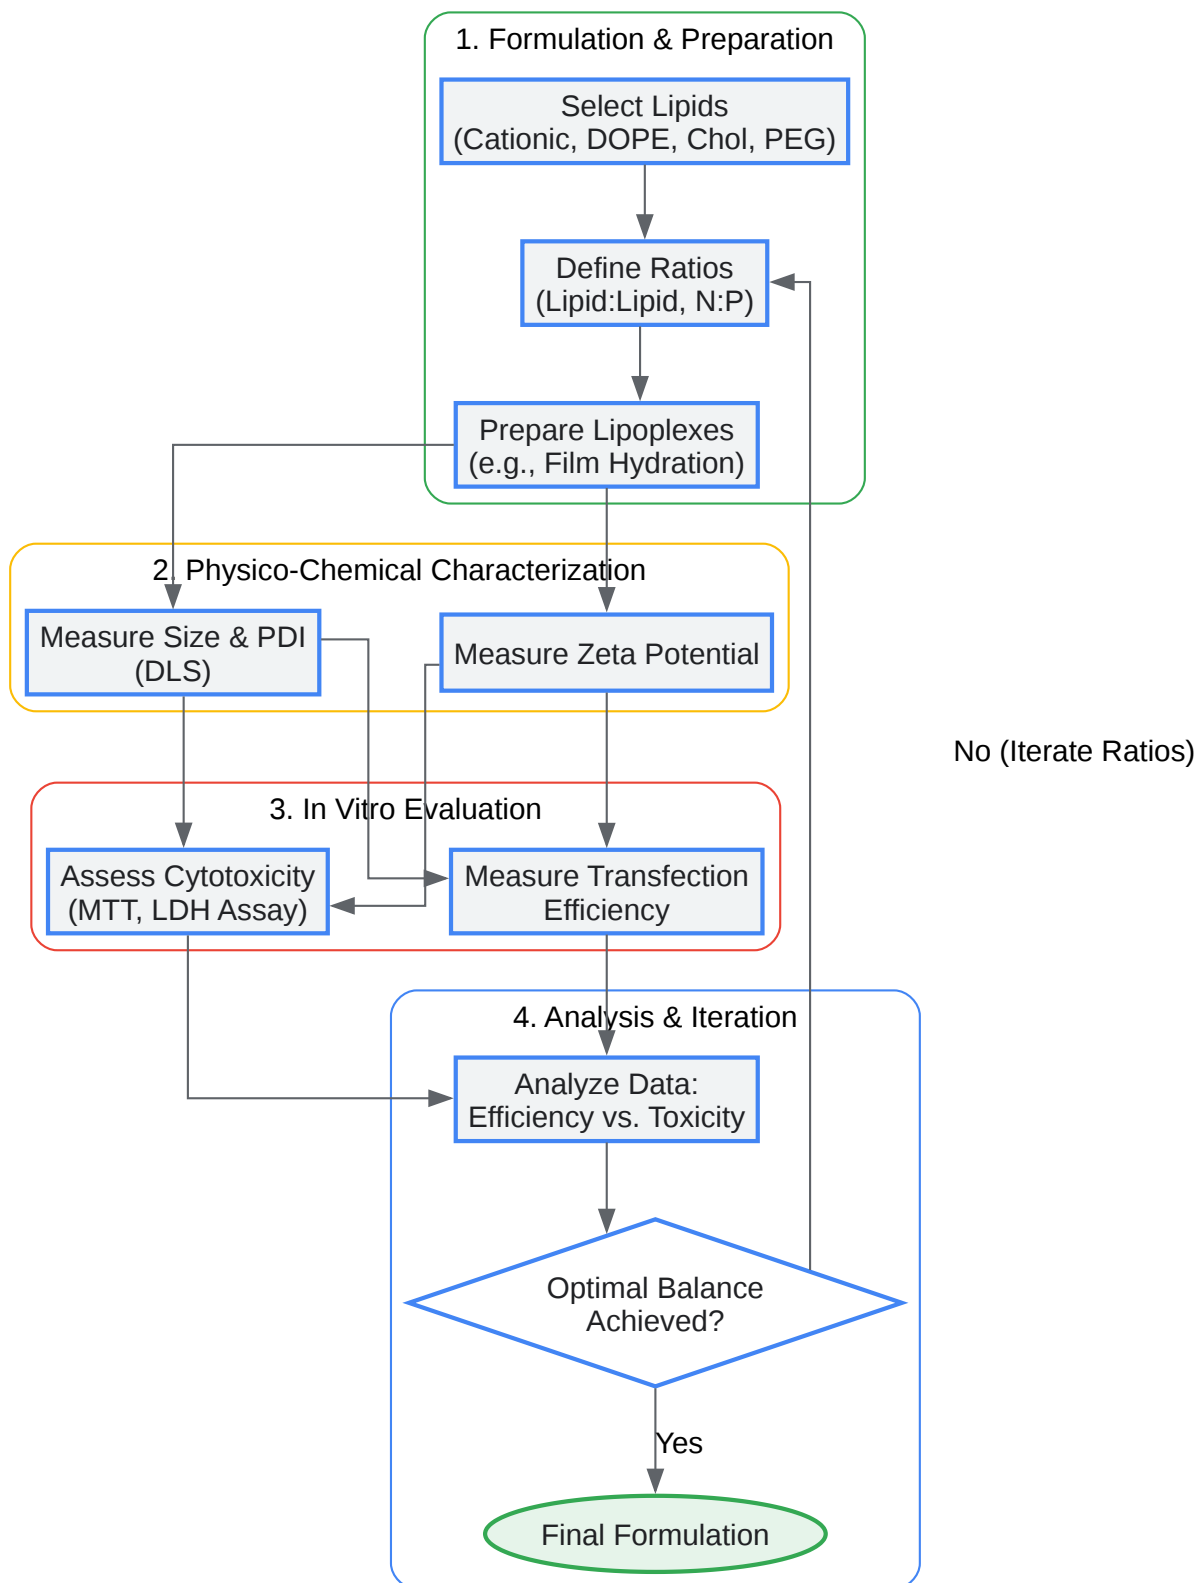 1. Formulation & Preparation
Select Lipids
(Cationic, DOPE, Chol, PEG)
Define Ratios
(Lipid:Lipid, N:P)
Prepare Lipoplexes
(e.g., Film Hydration)
2. Physico-Chemical Characterization
Measure Size & PDI
(DLS)
Measure Zeta Potential
No (Iterate Ratios)
3. In Vitro Evaluation
Assess Cytotoxicity
(MTT, LDH Assay)
Measure Transfection
Efficiency
4. Analysis & Iteration
Analyze Data:
Efficiency vs. Toxicity
Optimal Balance
Achieved?
Yes
Final Formulation